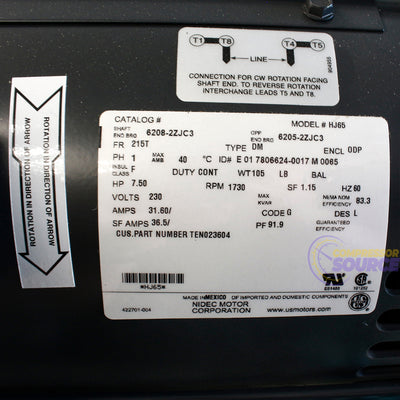 T1 T8 T4 T5
LINE
904955
CONNECTION FOR CW ROTATION FACING
SHAFT END. TO REVERSE ROTATION
INTERCHANGE LEADS T5 AND T8.
ROTATION IN DIRECTION OF ARROW
ROTATION IN DIRECTION OF ARROW
CATALOG # MODEL # HJ65
SHAFT END BRG 6208-2ZJC3 OPP END BRG 6205-2ZJC3
FR 215T TYPE DM ENCL ODP
PH 1 MAX AMB 40 °C ID# E 01 7806624-0017 M 0065
INSUL CL F DUTY CONT WT 105 LB BAL
HP 7.50 RPM 1730 SF 1.15 HZ 60
VOLTS 230 NEMA NOM EFFICIENCY 83.3
AMPS 31.60/ MAX KVAR CODE G DES L
SF AMPS 36.5/ PF 91.9 GUARANTEED EFFICIENCY
CUS.PART NUMBER TEN023604
SOURCE
*HJ65*
MADE IN MEXICO OF IMPORTED AND DOMESTIC COMPONENTS
422701-004 NIDEC MOTOR CORPORATION www.usmotors.com